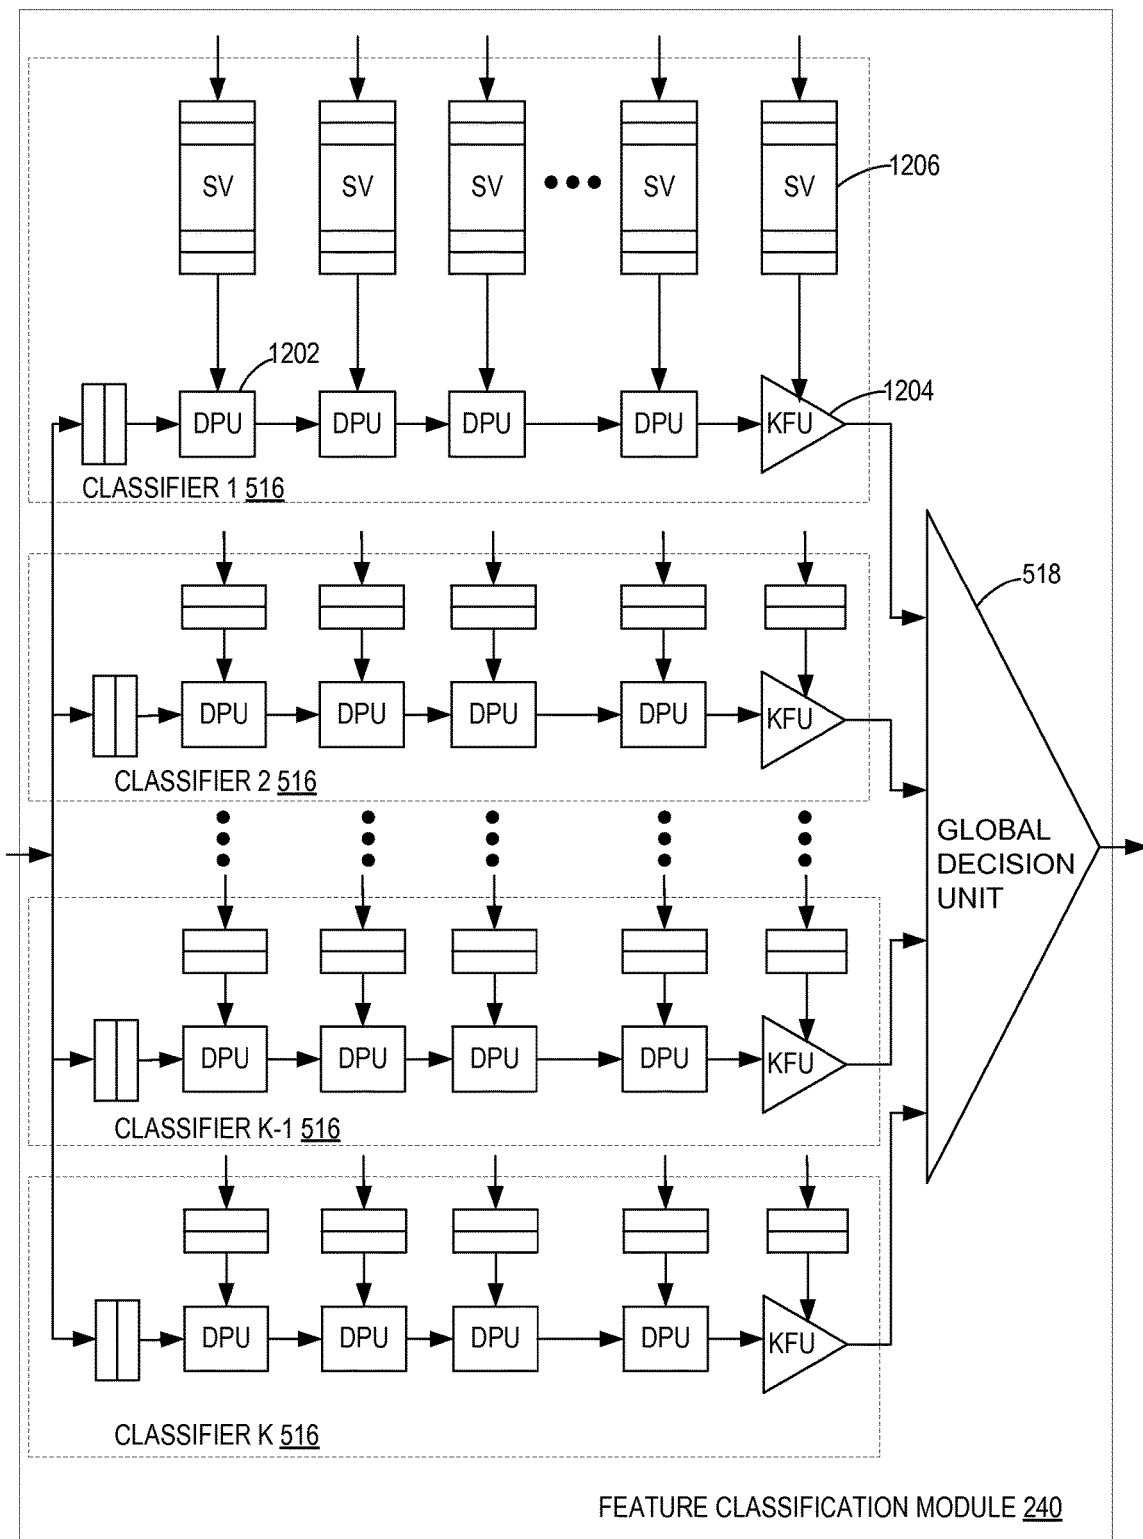 SV SV SV SV SV
1206
1202
1204
DPU DPU DPU DPU KFU
CLASSIFIER 1 516
518
DPU DPU DPU DPU KFU
CLASSIFIER 2 516
GLOBAL
DECISION
UNIT
DPU DPU DPU DPU KFU
CLASSIFIER K-1 516
DPU DPU DPU DPU KFU
CLASSIFIER K 516
FEATURE CLASSIFICATION MODULE 240